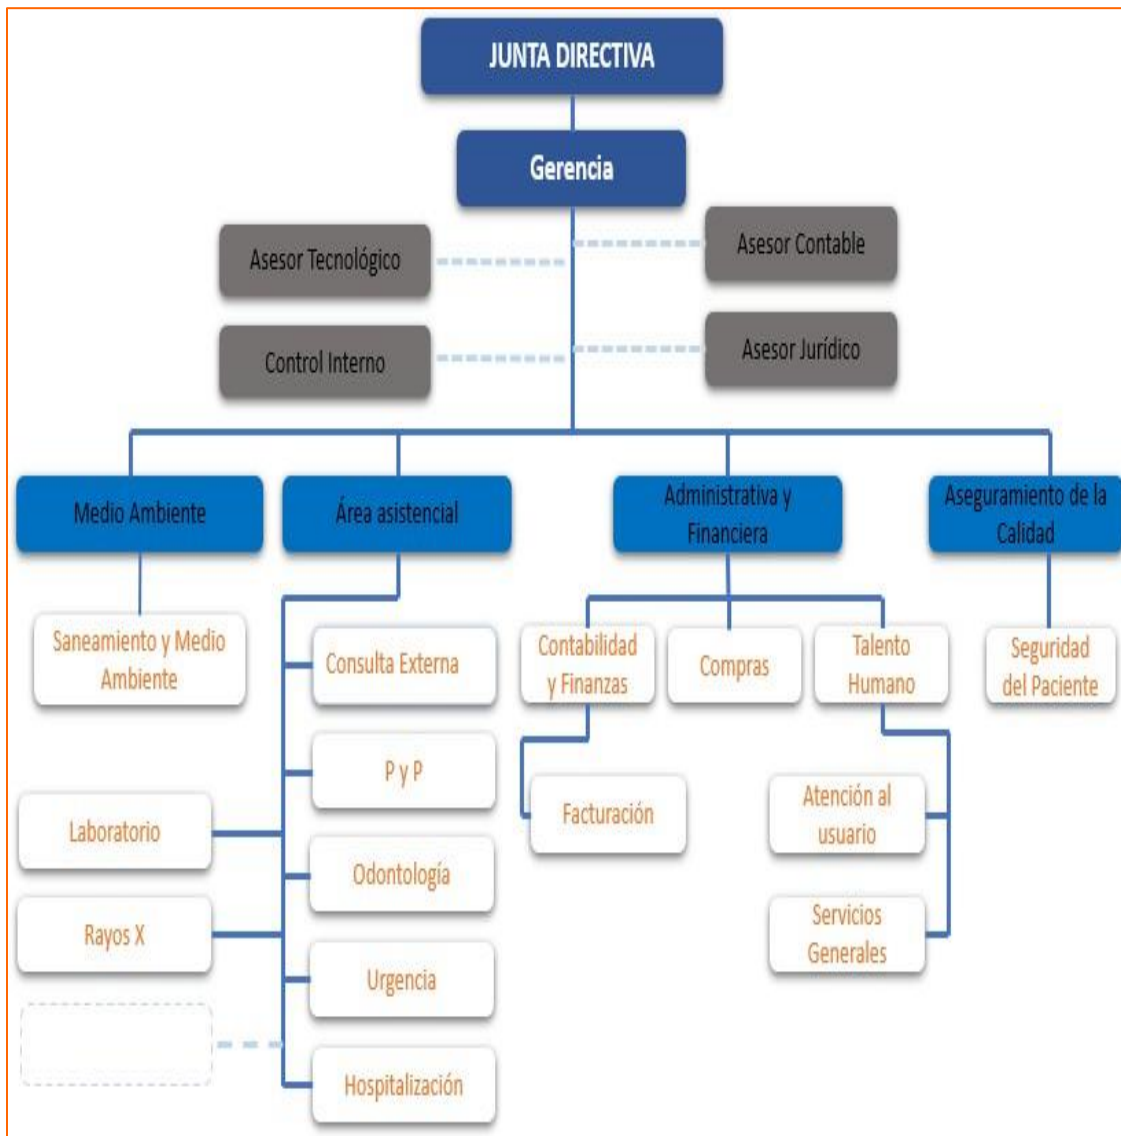 JUNTA DIRECTIVA
Gerencia
Asesor Tecnológico
Asesor Contable
Control Interno
Asesor Jurídico
Medio Ambiente
Área asistencial
Administrativa y
Financiera
Aseguramiento de la
Calidad
Saneamiento y Medio
Ambiente
Consulta Externa
Contabilidad
y Finanzas
Compras
Talento
Humano
Seguridad
del Paciente
P y P
Laboratorio
Facturación
Atención al
usuario
Odontología
Rayos X
Servicios
Generales
Urgencia
Hospitalización